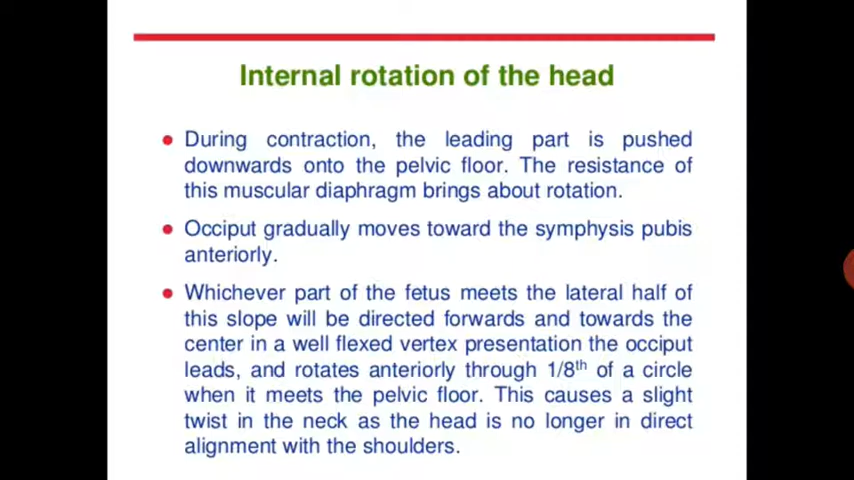 Internal rotation of the head
During contraction, the leading part is pushed
downwards onto the pelvic floor. The resistance of
this muscular diaphragm brings about rotation.
Occiput gradually moves toward the symphysis pubis
anteriorly.
Whichever part of the fetus meets the lateral half of
this slope will be directed forwards and towards the
center in a well flexed vertex presentation the occiput
leads, and rotates anteriorly through 1/8th of a circle
when it meets the pelvic floor. This causes a slight
twist in the neck as the head is no longer in direct
alignment with the shoulders.